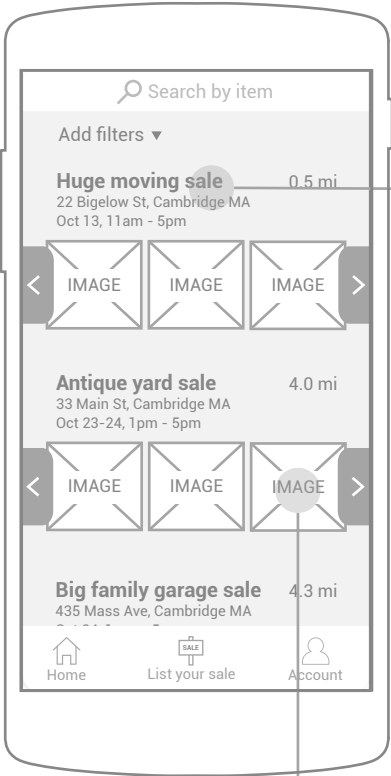 Search by item
Add filters ▼
Huge moving sale 0.5 mi
22 Bigelow St, Cambridge MA
Oct 13, 11am - 5pm
< IMAGE IMAGE IMAGE >
Antique yard sale 4.0 mi
33 Main St, Cambridge MA
Oct 23-24, 1pm - 5pm
< IMAGE IMAGE IMAGE >
Big family garage sale 4.3 mi
435 Mass Ave, Cambridge MA
SALE
Home List your sale Account